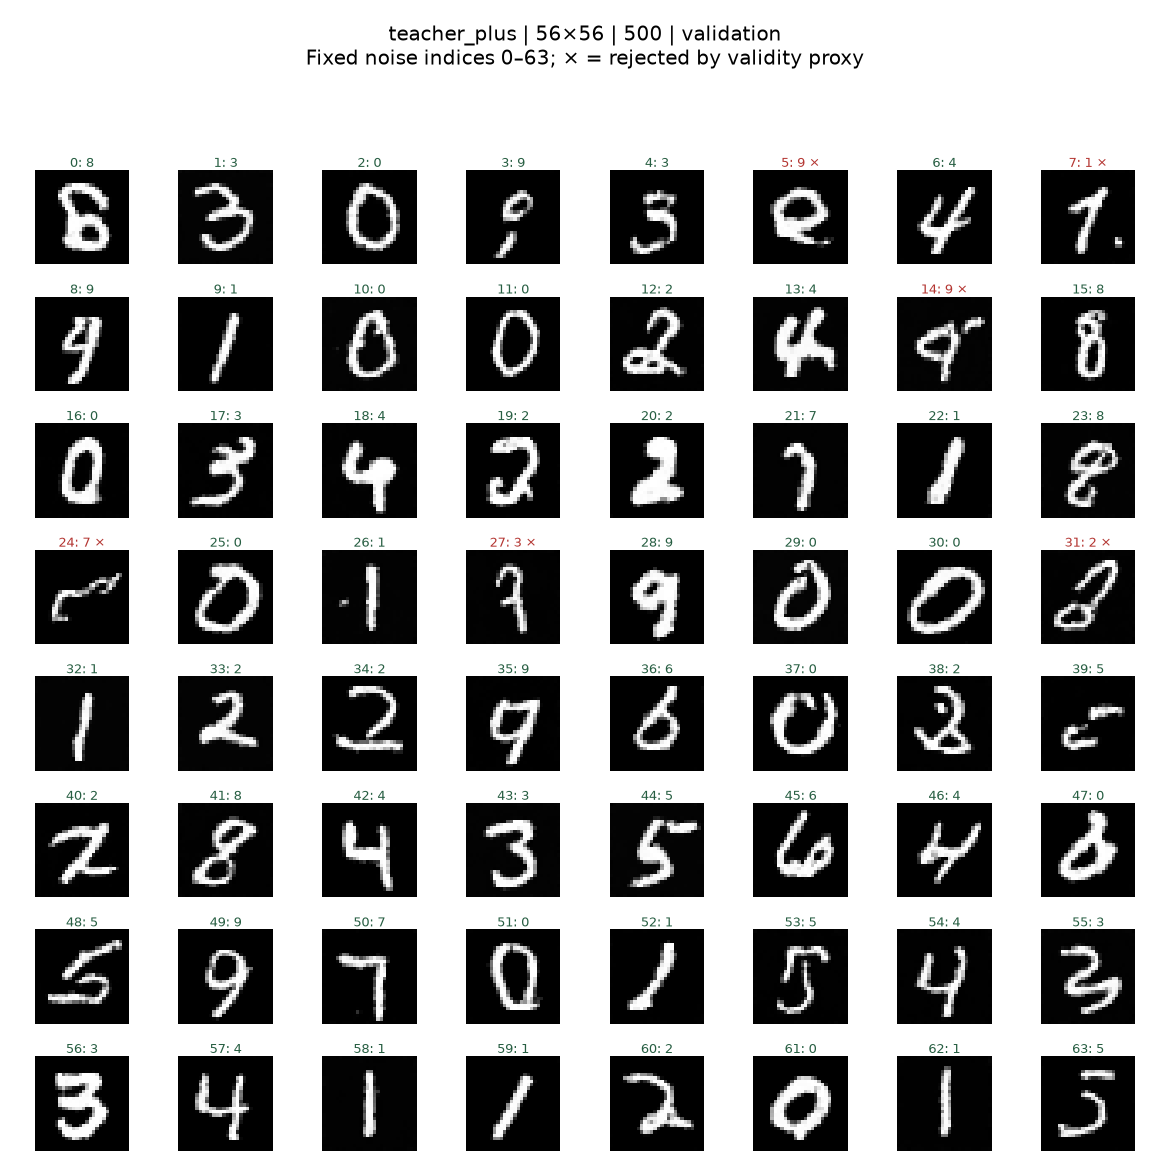 teacher_plus | 56×56 | 500 | validation
Fixed noise indices 0–63; × = rejected by validity proxy
0: 8 1: 3 2: 0 3: 9 4: 3 5: 9 × 6: 4 7: 1 ×
8: 9 9: 1 10: 0 11: 0 12: 2 13: 4 14: 9 × 15: 8
16: 0 17: 3 18: 4 19: 2 20: 2 21: 7 22: 1 23: 8
24: 7 × 25: 0 26: 1 27: 3 × 28: 9 29: 0 30: 0 31: 2 ×
32: 1 33: 2 34: 2 35: 9 36: 6 37: 0 38: 2 39: 5
40: 2 41: 8 42: 4 43: 3 44: 5 45: 6 46: 4 47: 0
48: 5 49: 9 50: 7 51: 0 52: 1 53: 5 54: 4 55: 3
56: 3 57: 4 58: 1 59: 1 60: 2 61: 0 62: 1 63: 5